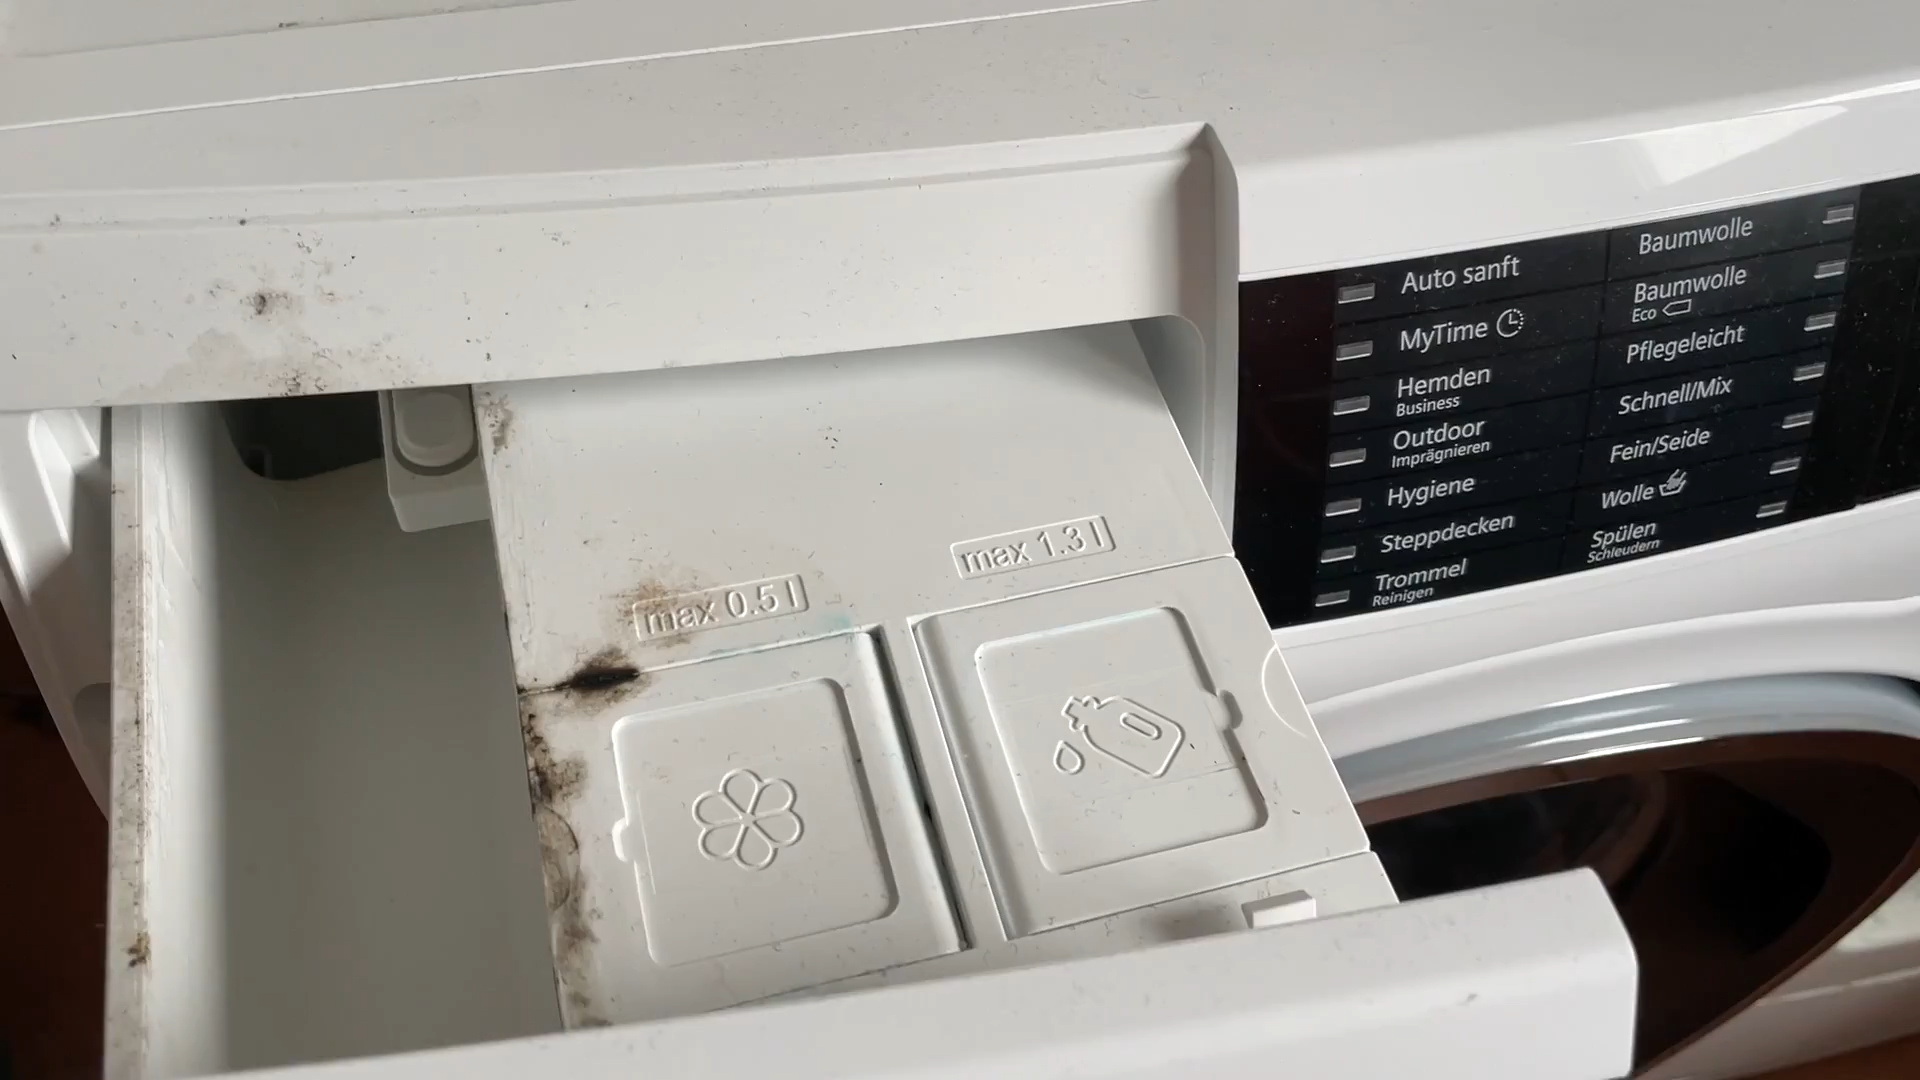 max 0.5 l
max 1.3 l
Auto sanft
MyTime
Hemden
Business
Outdoor
Imprägnieren
Hygiene
Steppdecken
Trommel
Reinigen
Baumwolle
Baumwolle
Eco
Pflegeleicht
Schnell/Mix
Fein/Seide
Wolle
Spülen
Schleudern